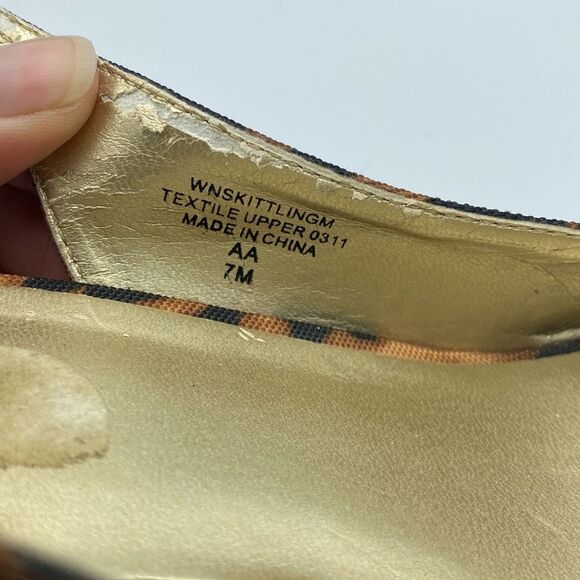 WNSKITTLINGM
TEXTILE UPPER 0311
MADE IN CHINA
AA
7M